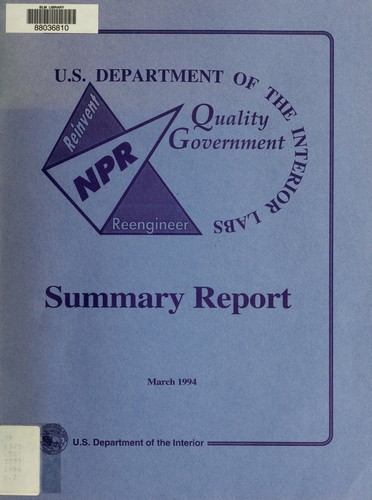 BLM LIBRARY
88036810
U.S. DEPARTMENT OF THE INTERIOR LABS
Reinvent
NPR
Quality
Government
Reengineer
Summary Report
March 1994
U.S. Department of the Interior